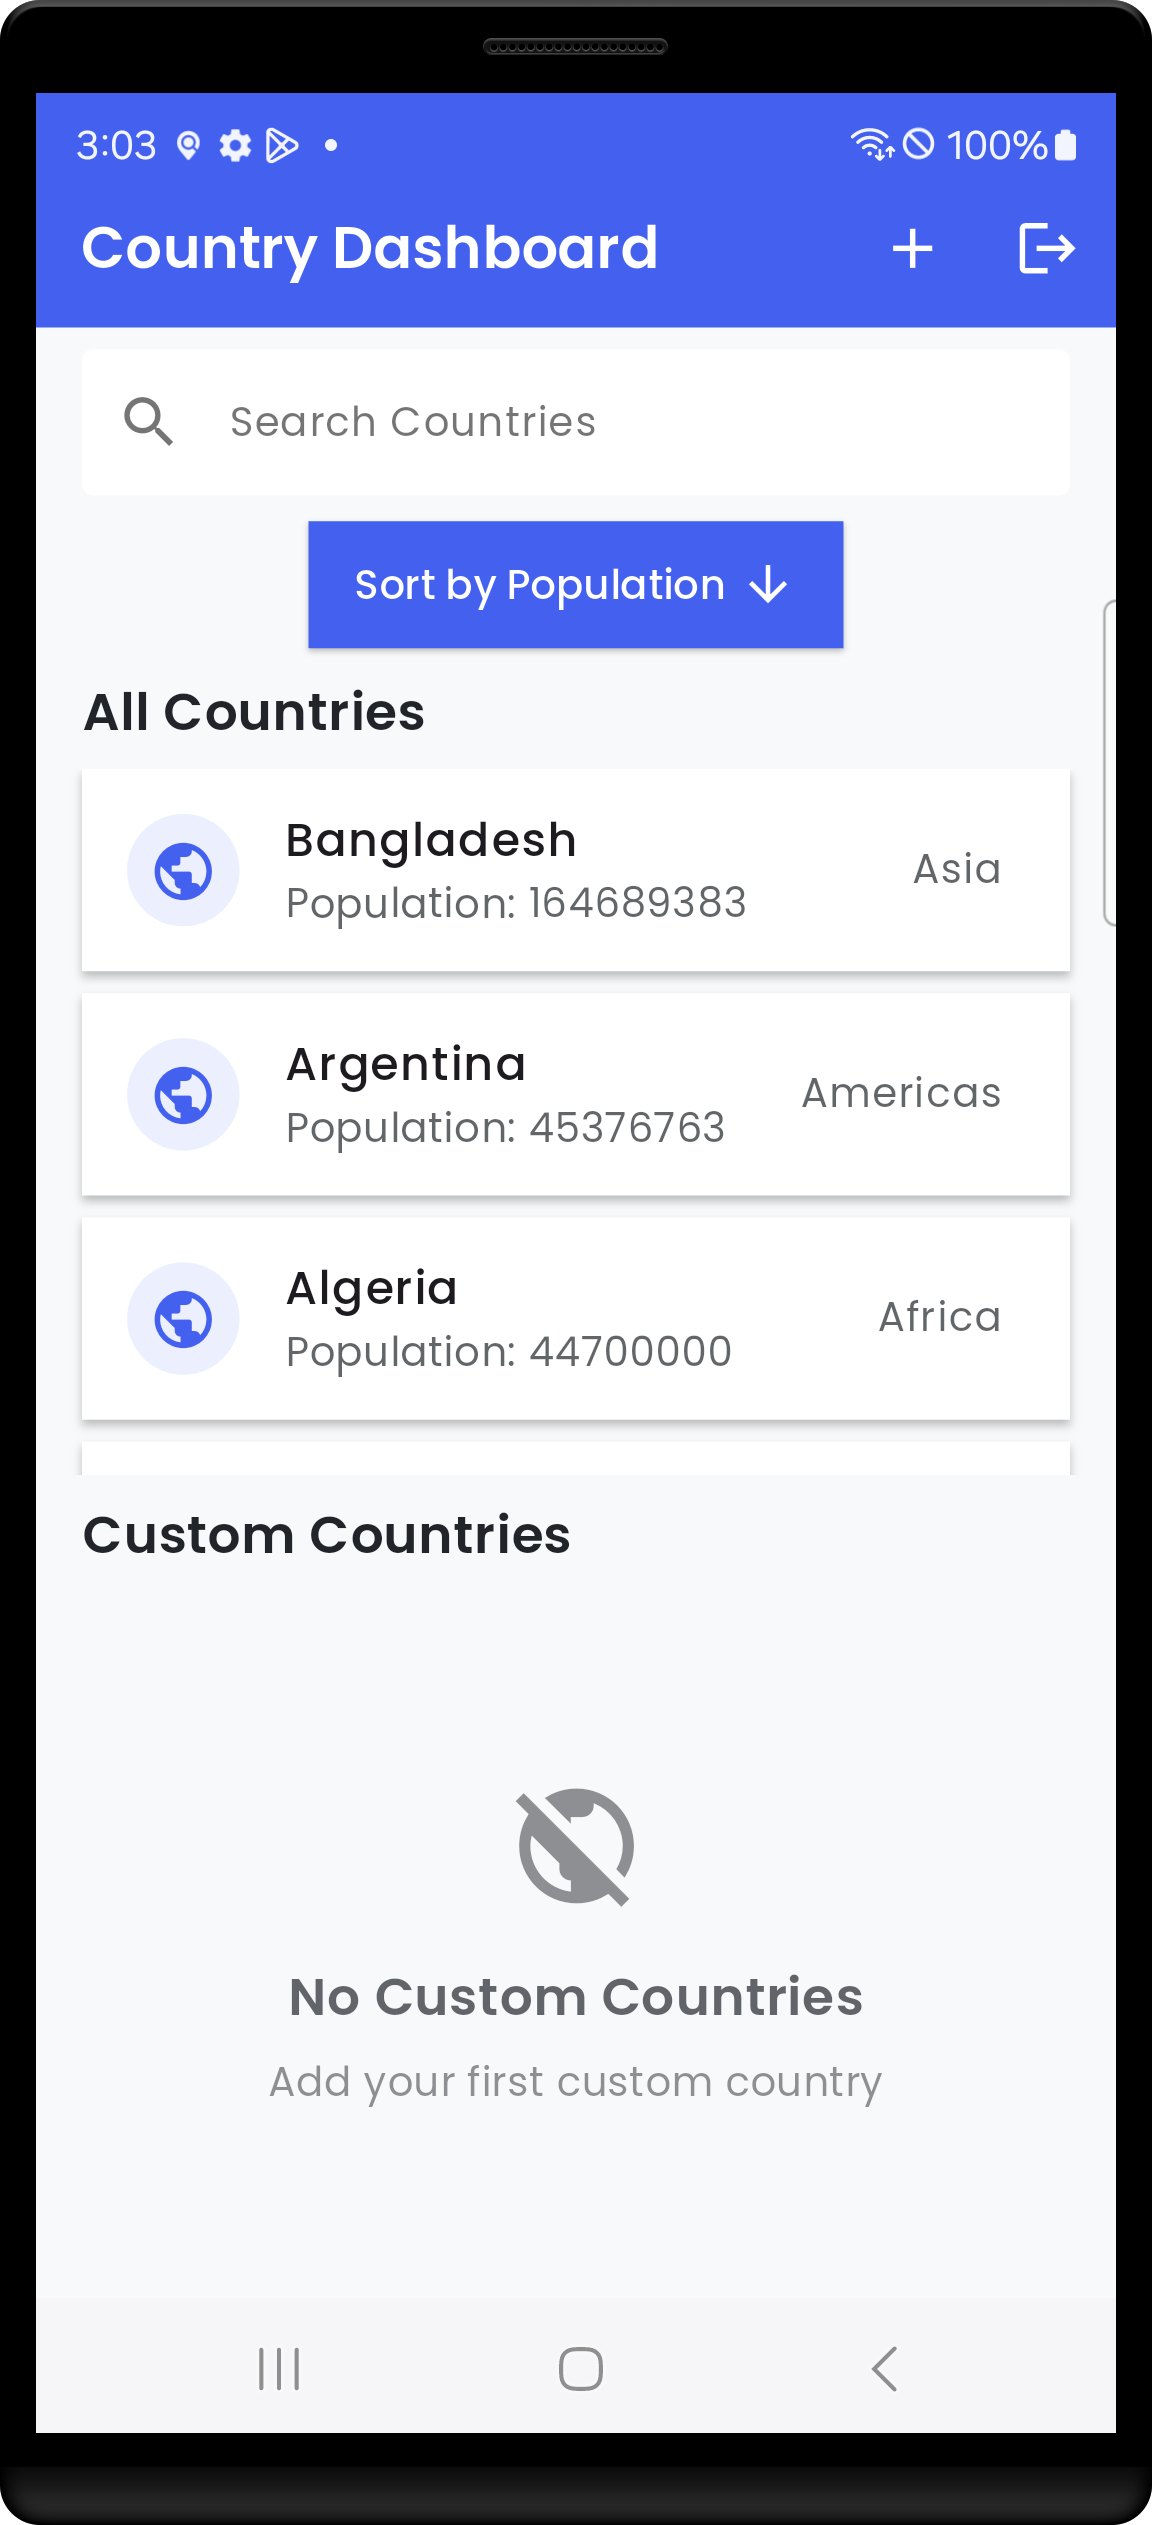 3:03
100%
Country Dashboard
Search Countries
Sort by Population
All Countries
Bangladesh
Population: 164689383
Asia
Argentina
Population: 45376763
Americas
Algeria
Population: 44700000
Africa
Custom Countries
No Custom Countries
Add your first custom country